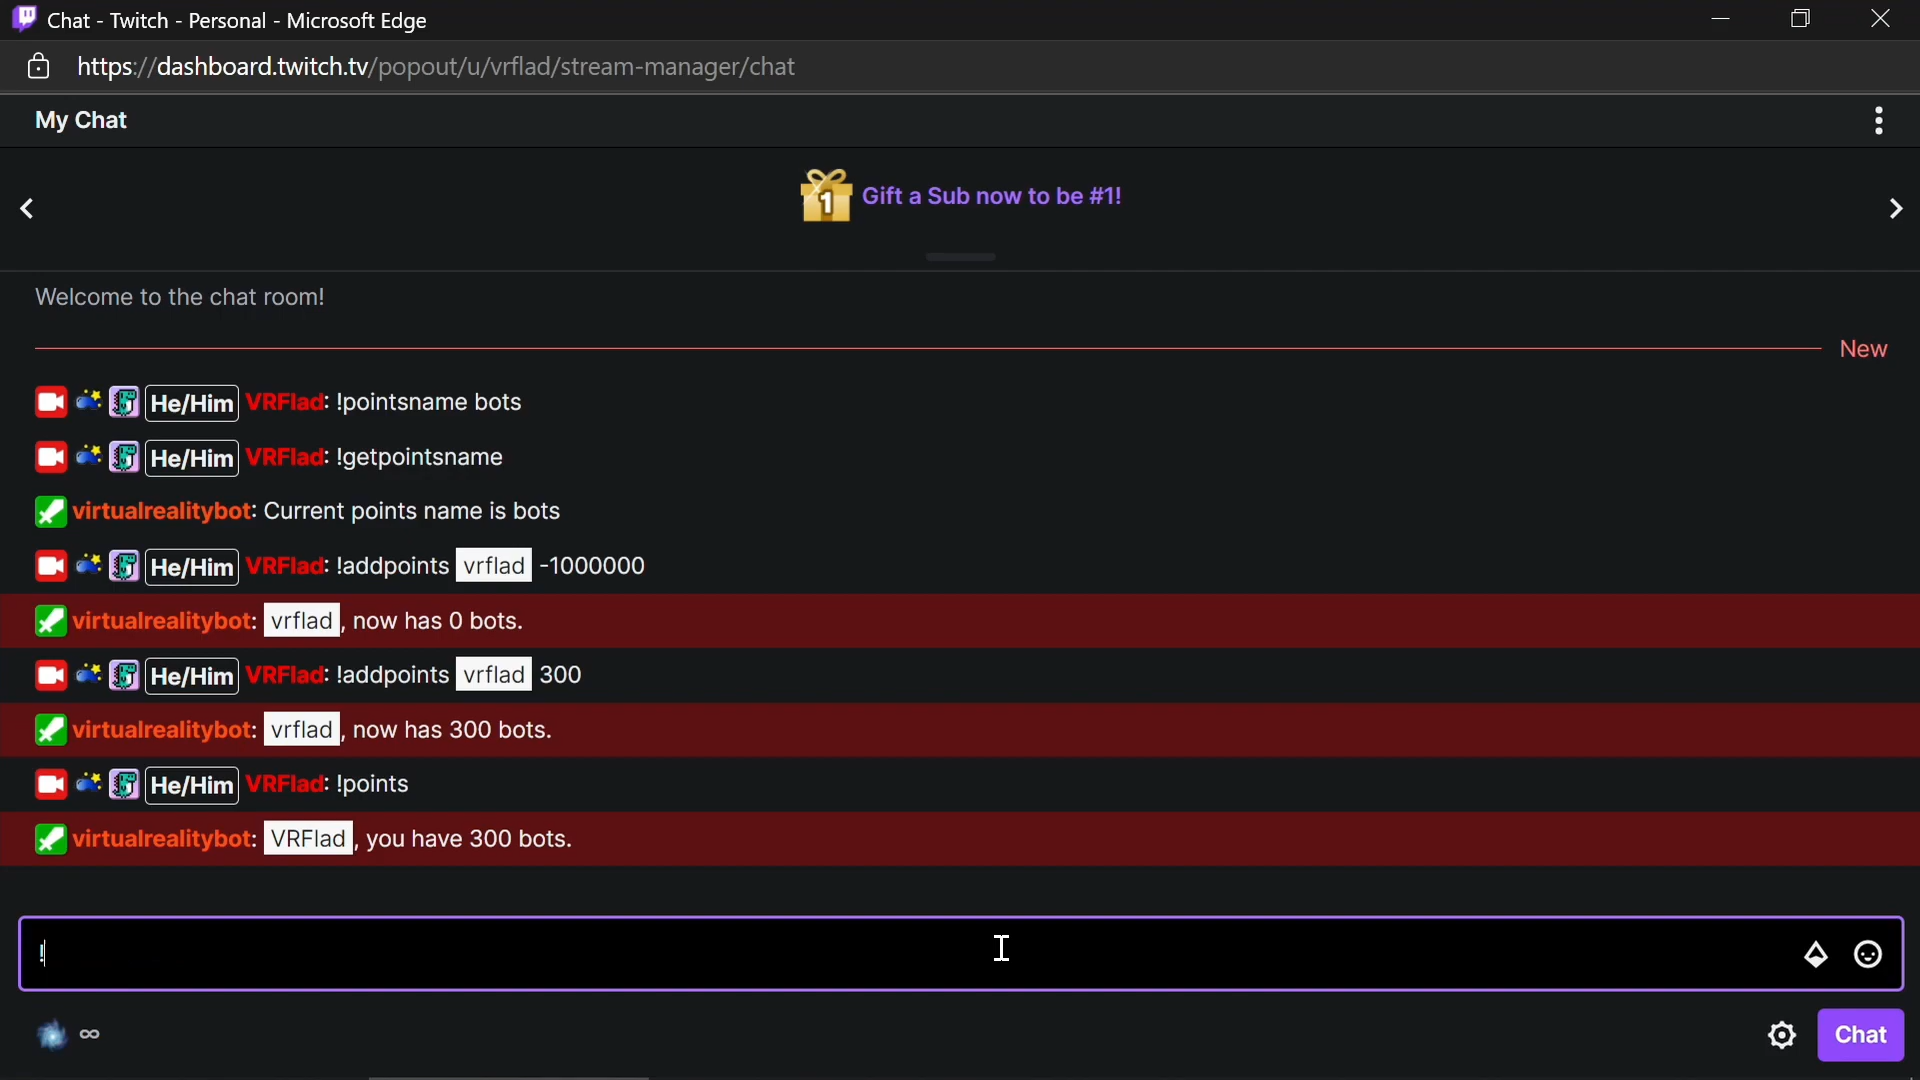 Chat - Twitch - Personal - Microsoft Edge
https://dashboard.twitch.tv/popout/u/vrflad/stream-manager/chat
My Chat
1 Gift a Sub now to be #1!
Welcome to the chat room!
New
He/Him VRFlad: !pointsname bots
He/Him VRFlad: !getpointsname
virtualrealitybot: Current points name is bots
He/Him VRFlad: !addpoints vrflad -1000000
virtualrealitybot: vrflad, now has 0 bots.
He/Him VRFlad: !addpoints vrflad 300
virtualrealitybot: vrflad, now has 300 bots.
He/Him VRFlad: !points
virtualrealitybot: VRFlad, you have 300 bots.
!
∞ Chat